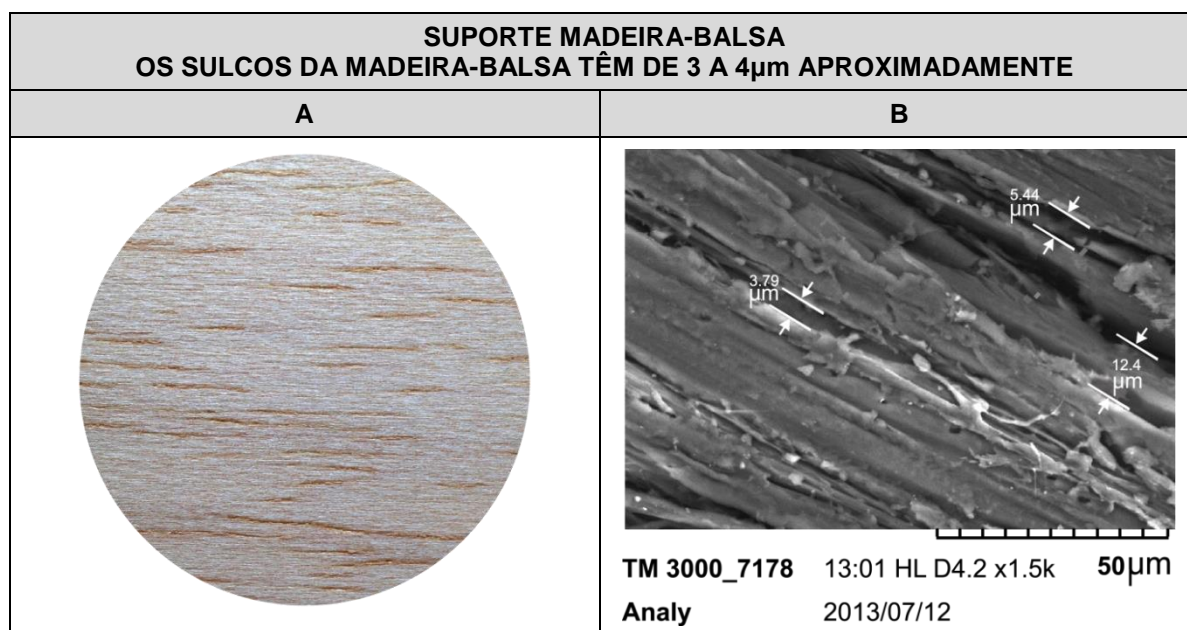 SUPORTE MADEIRA-BALSA
OS SULCOS DA MADEIRA-BALSA TÊM DE 3 A 4µm APROXIMADAMENTE
A
B
5.44
µm
3.79
µm
12.4
µm
TM 3000_7178 13:01 HL D4.2 x1.5k 50µm
Analy 2013/07/12